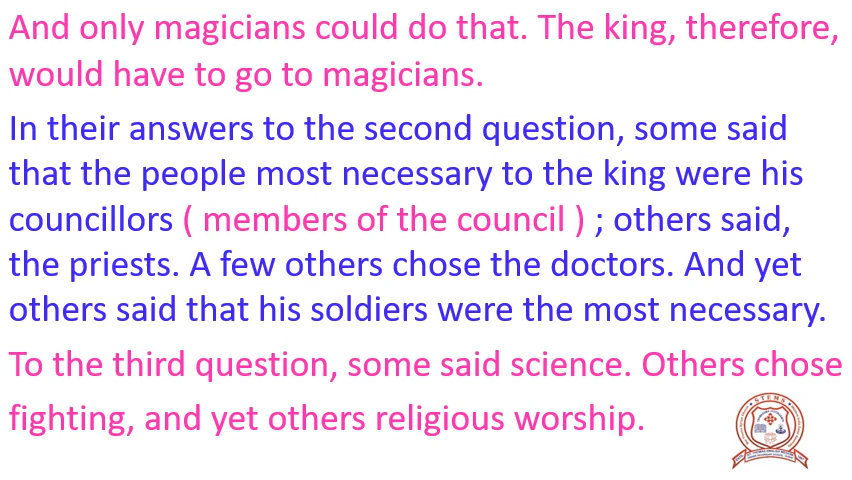 And only magicians could do that. The king, therefore,
would have to go to magicians.
In their answers to the second question, some said
that the people most necessary to the king were his
councillors ( members of the council ) ; others said,
the priests. A few others chose the doctors. And yet
others said that his soldiers were the most necessary.
To the third question, some said science. Others chose
fighting, and yet others religious worship.
STEMS